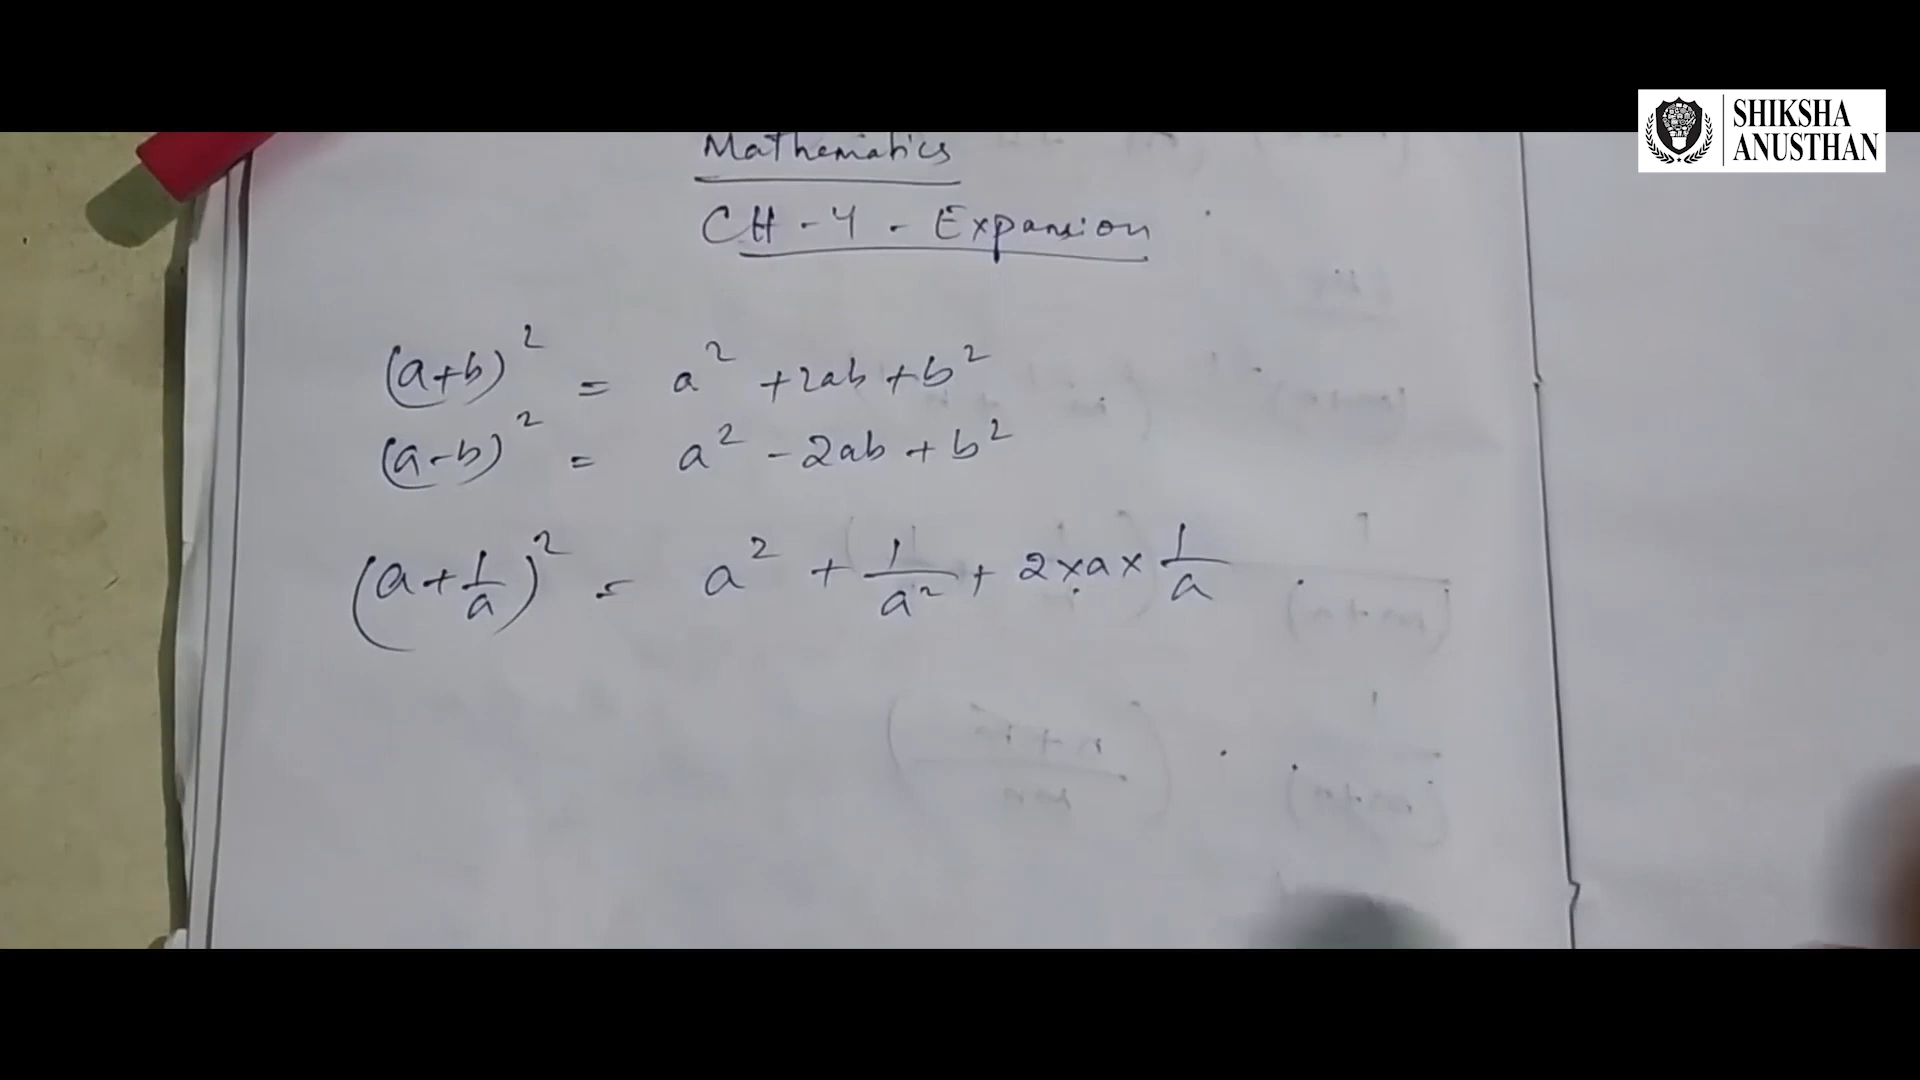 SHIKSHA
ANUSTHAN
Mathematics
CH-4-Expansion
(a+b)² = a² +2ab+b²
(a-b)² = a² -2ab+b²
(a+1/a)² = a² + 1/a² + 2×a×1/a